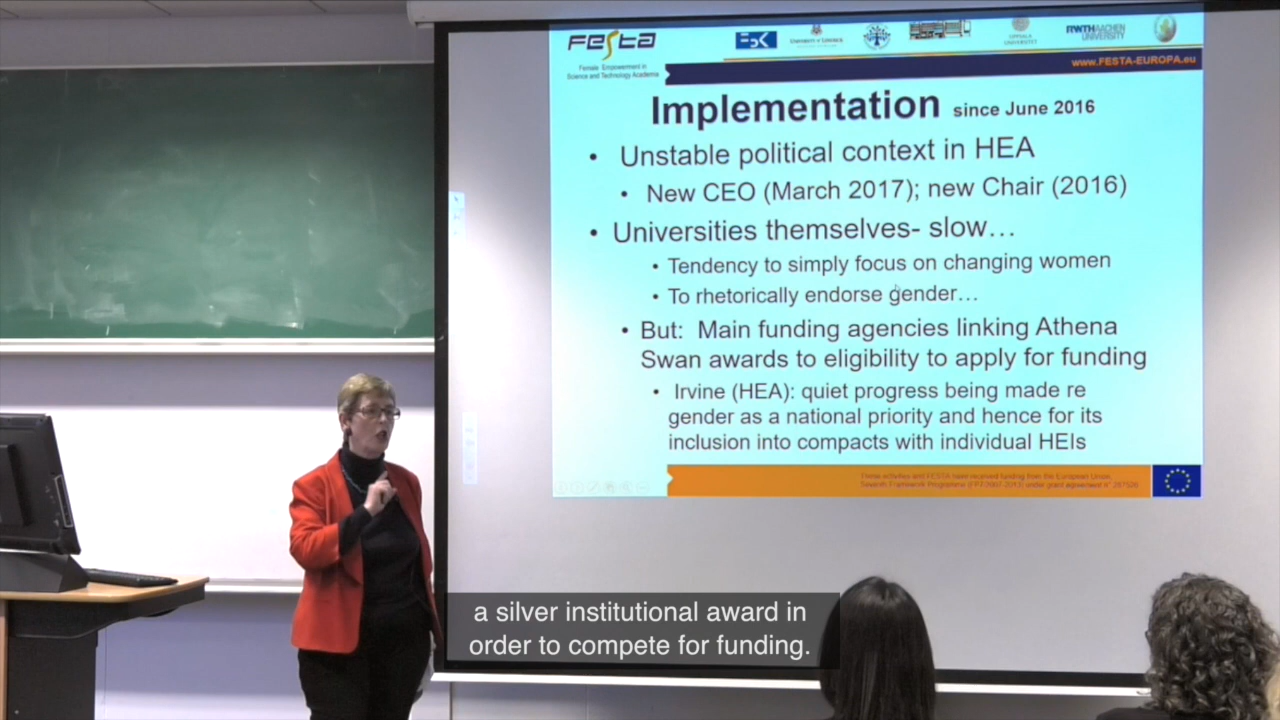 FESTA
Female Empowerment in
Science and Technology Academia
RWTHAACHEN
UNIVERSITY
www.FESTA-EUROPA.eu
Implementation since June 2016
• Unstable political context in HEA
• New CEO (March 2017); new Chair (2016)
• Universities themselves- slow…
• Tendency to simply focus on changing women
• To rhetorically endorse gender…
• But: Main funding agencies linking Athena
Swan awards to eligibility to apply for funding
• Irvine (HEA): quiet progress being made re
gender as a national priority and hence for its
inclusion into compacts with individual HEIs
a silver institutional award in
order to compete for funding.